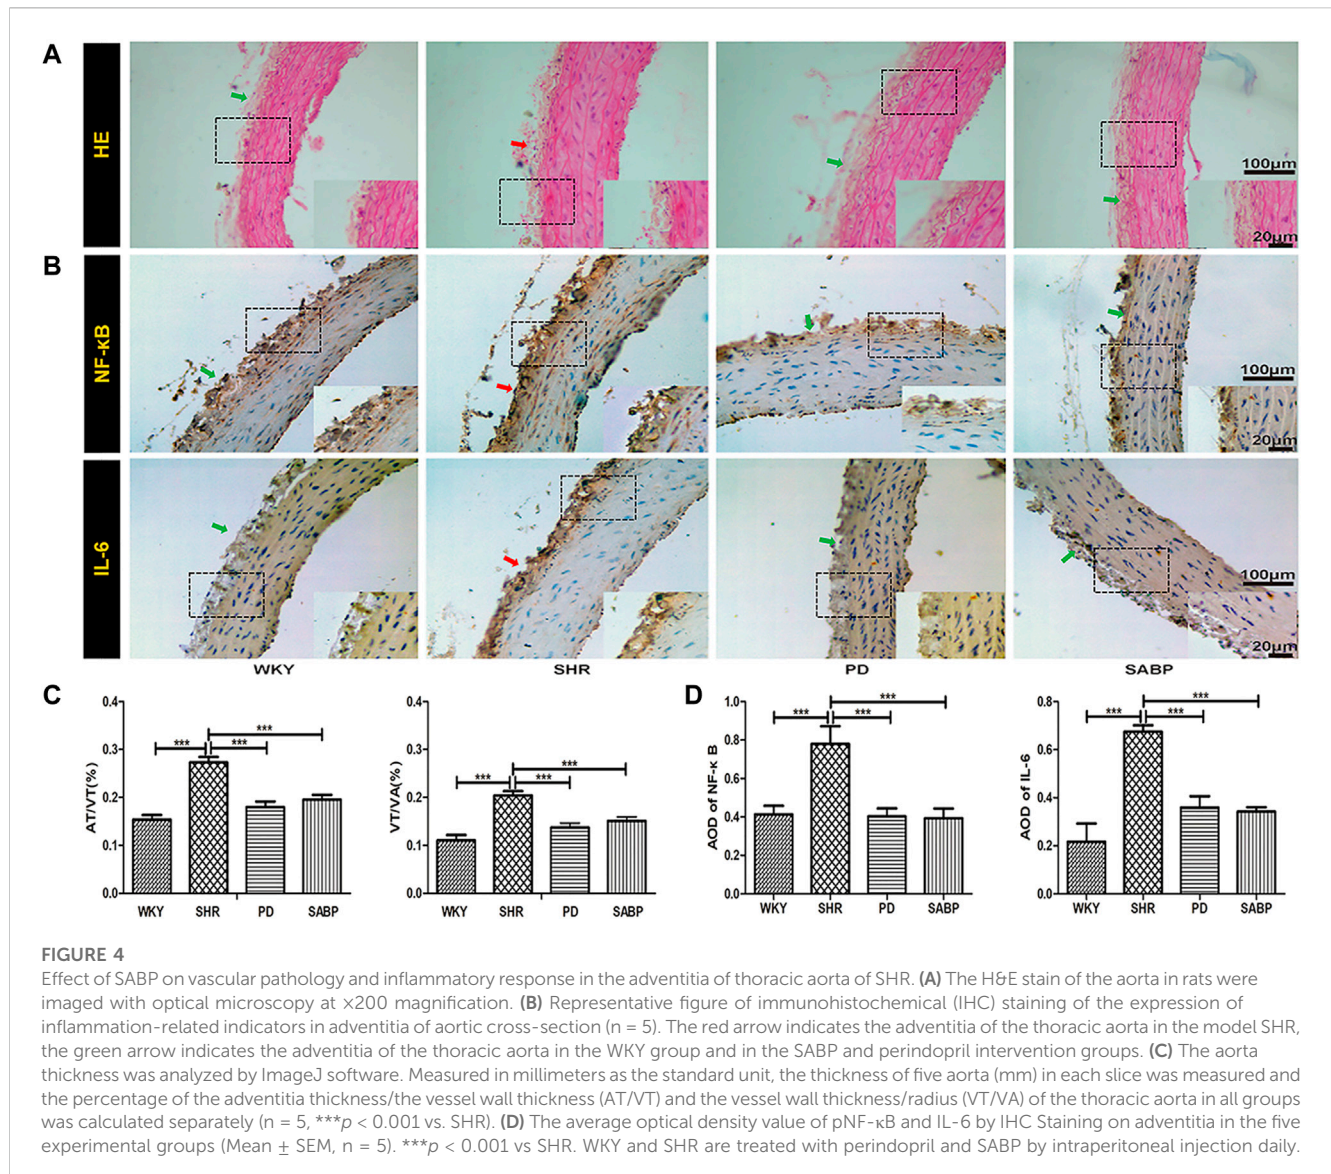 A
HE
100μm
20μm
B
NF-κB
100μm
20μm
IL-6
100μm
20μm
WKY SHR PD SABP
C
AT/VT(%)
0.4
0.3
0.2
0.1
0.0
***
***
***
WKY SHR PD SABP
VT/VA(%)
0.4
0.3
0.2
0.1
0.0
***
***
***
WKY SHR PD SABP
D
AOD of NF-κ B
1.0
0.8
0.6
0.4
0.2
0.0
***
***
***
WKY SHR PD SABP
AOD of IL-6
0.8
0.6
0.4
0.2
0.0
***
***
***
WKY SHR PD SABP
FIGURE 4
Effect of SABP on vascular pathology and inflammatory response in the adventitia of thoracic aorta of SHR. (A) The H&E stain of the aorta in rats were
imaged with optical microscopy at ×200 magnification. (B) Representative figure of immunohistochemical (IHC) staining of the expression of
inflammation-related indicators in adventitia of aortic cross-section (n = 5). The red arrow indicates the adventitia of the thoracic aorta in the model SHR,
the green arrow indicates the adventitia of the thoracic aorta in the WKY group and in the SABP and perindopril intervention groups. (C) The aorta
thickness was analyzed by ImageJ software. Measured in millimeters as the standard unit, the thickness of five aorta (mm) in each slice was measured and
the percentage of the adventitia thickness/the vessel wall thickness (AT/VT) and the vessel wall thickness/radius (VT/VA) of the thoracic aorta in all groups
was calculated separately (n = 5, ***p < 0.001 vs. SHR). (D) The average optical density value of pNF-κB and IL-6 by IHC Staining on adventitia in the five
experimental groups (Mean ± SEM, n = 5). ***p < 0.001 vs SHR. WKY and SHR are treated with perindopril and SABP by intraperitoneal injection daily.